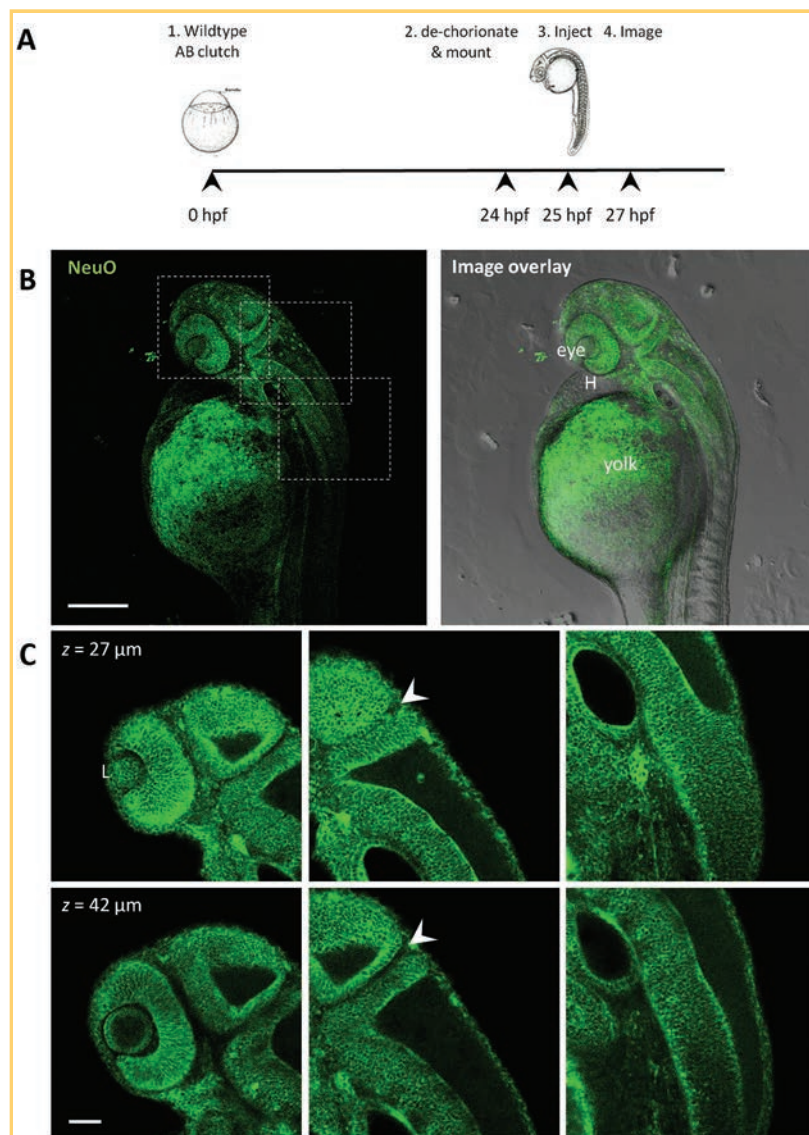 A
1. Wildtype
AB clutch
2. de-chorionate
& mount
3. Inject
4. Image
0 hpf
24 hpf
25 hpf
27 hpf
B
NeuO
Image overlay
eye
H
yolk
C
z = 27 µm
L
z = 42 µm